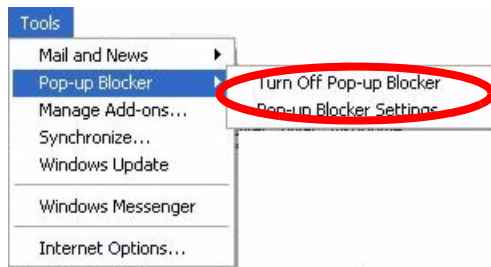 Tools
Mail and News
Pop-up Blocker
Turn Off Pop-up Blocker
Manage Add-ons...
Pop-up Blocker Settings
Synchronize...
Windows Update
Windows Messenger
Internet Options...